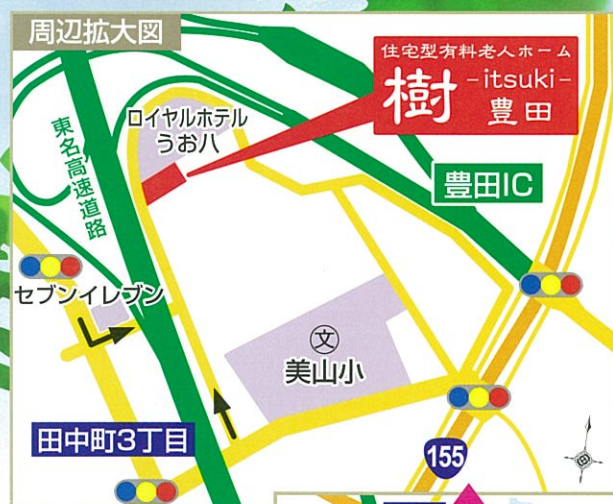 周辺拡大図
住宅型有料老人ホーム
樹 -itsuki-
豊田
ロイヤルホテル
うお八
東名高速道路
豊田IC
セブンイレブン
文
美山小
田中町3丁目
155